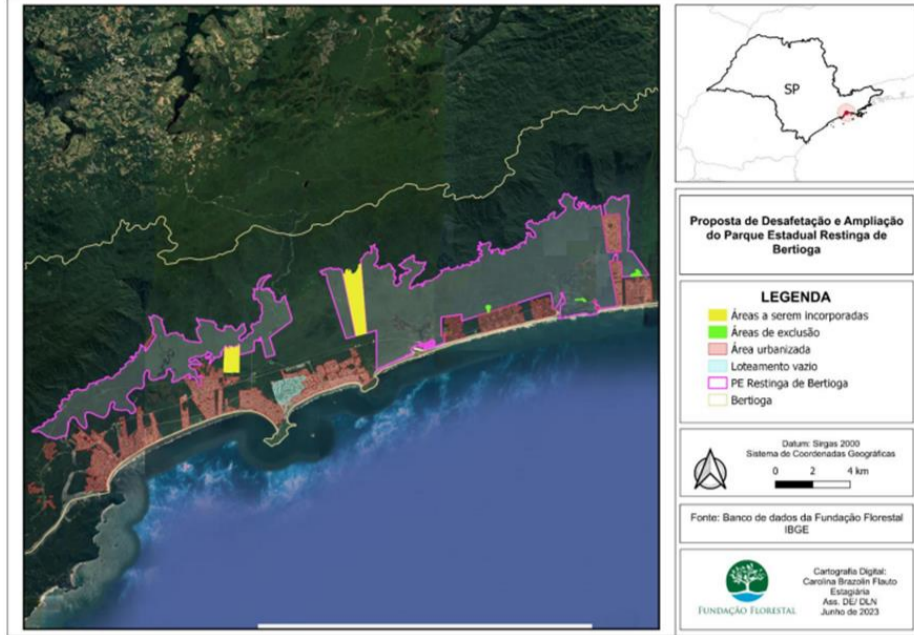 SP
Proposta de Desafetação e Ampliação
do Parque Estadual Restinga de
Bertioga
LEGENDA
Áreas a serem incorporadas
Áreas de exclusão
Área urbanizada
Loteamento vazio
PE Restinga de Bertioga
Bertioga
Datum: Sirgas 2000
Sistema de Coordenadas Geográficas
0 2 4 km
Fonte: Banco de dados da Fundação Florestal
IBGE
FUNDAÇÃO FLORESTAL
Cartografia Digital:
Carolina Brazolin Flauto
Estagiária
Ass. DE/ DLN
Junho de 2023